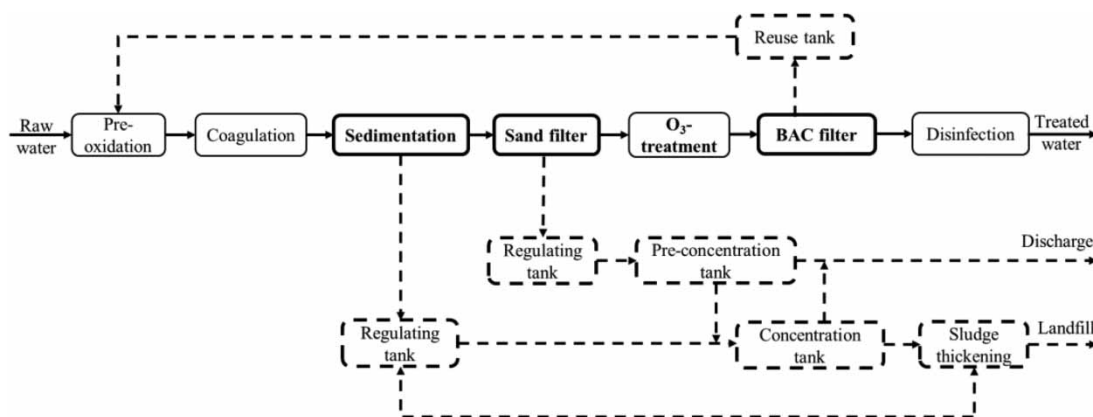 Reuse tank
Raw
water
Pre-
oxidation
Coagulation
Sedimentation
Sand filter
O₃-
treatment
BAC filter
Disinfection
Treated
water
Regulating
tank
Pre-concentration
tank
Discharge
Regulating
tank
Concentration
tank
Sludge
thickening
Landfill